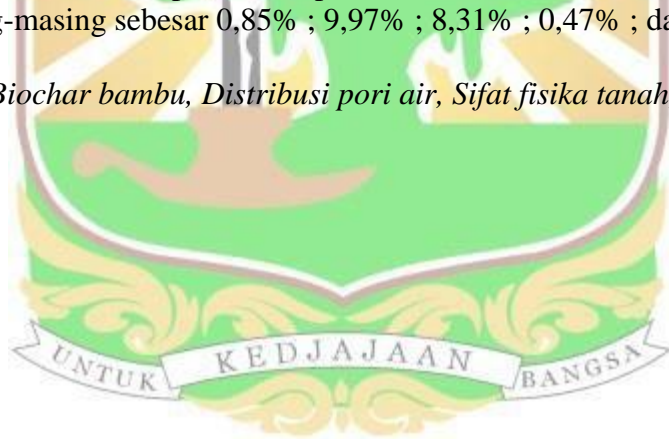 -masing sebesar 0,85% ; 9,97% ; 8,31% ; 0,47% ;
Biochar bambu, Distribusi pori air, Sifat fisika tanah
UNTUK KEDJAJAAN BANGSA